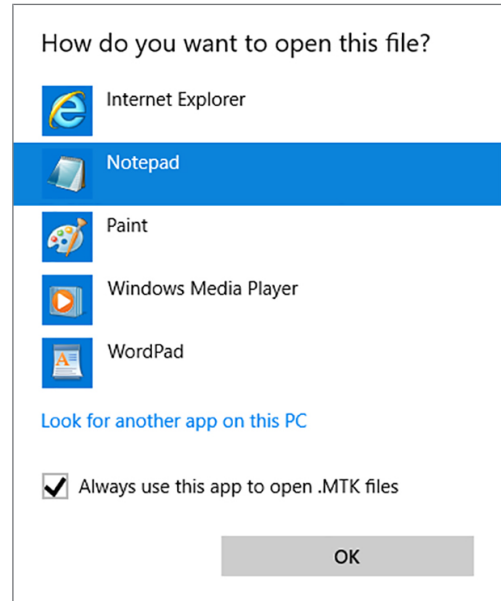 How do you want to open this file?
Internet Explorer
Notepad
Paint
Windows Media Player
WordPad
Look for another app on this PC
Always use this app to open .MTK files
OK